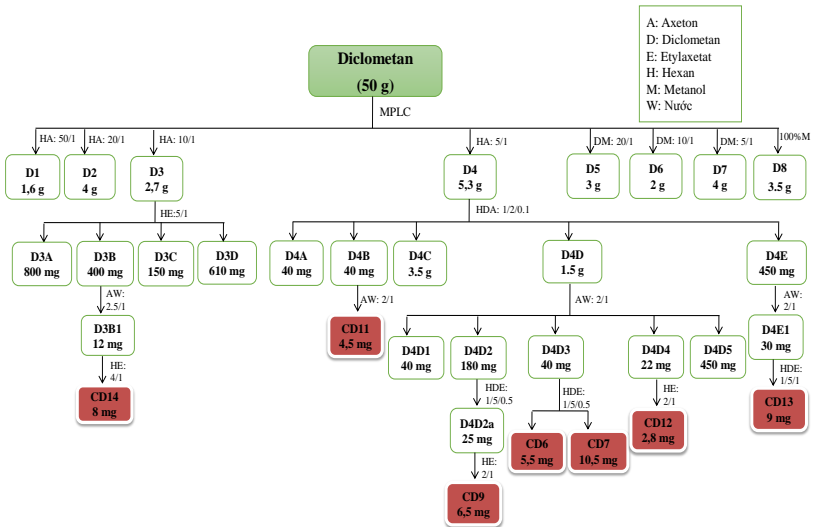 A: Axeton
D: Diclometan
E: Etylaxetat
H: Hexan
M: Metanol
W: Nước
Diclometan
(50 g)
MPLC
HA: 50/1
HA: 20/1
HA: 10/1
HA: 5/1
DM: 20/1
DM: 10/1
DM: 5/1
100%M
D1
1,6 g
D2
4 g
D3
2,7 g
D4
5,3 g
D5
3 g
D6
2 g
D7
4 g
D8
3.5 g
HE:5/1
HDA: 1/2/0.1
D3A
800 mg
D3B
400 mg
D3C
150 mg
D3D
610 mg
D4A
40 mg
D4B
40 mg
D4C
3.5 g
D4D
1.5 g
D4E
450 mg
AW:
2.5/1
AW: 2/1
AW: 2/1
AW:
2/1
D3B1
12 mg
CD11
4,5 mg
D4D1
40 mg
D4D2
180 mg
D4D3
40 mg
D4D4
22 mg
D4D5
450 mg
D4E1
30 mg
HE:
4/1
HDE:
1/5/0.5
HDE:
1/5/0.5
HE:
2/1
HDE:
1/5/1
CD14
8 mg
D4D2a
25 mg
CD6
5,5 mg
CD7
10,5 mg
CD12
2,8 mg
CD13
9 mg
HE:
2/1
CD9
6,5 mg